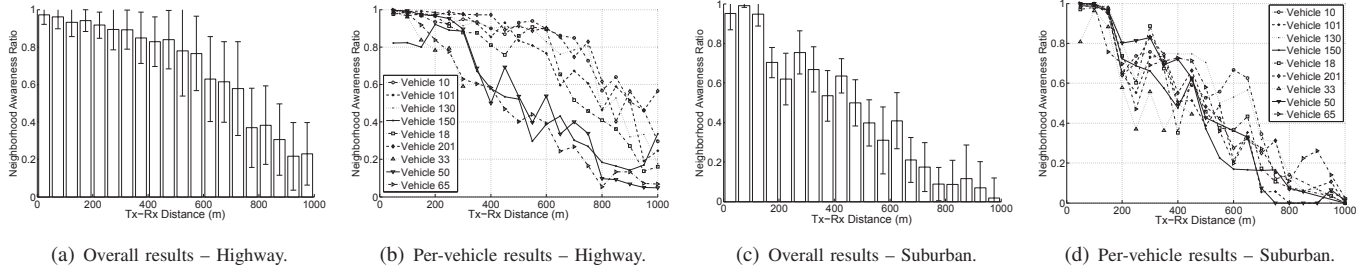 Neighborhood Awareness Ratio
1
0.8
0.6
0.4
0.2
0
0 200 400 600 800 1000
Tx−Rx Distance (m)
(a) Overall results – Highway.
Neighborhood Awareness Ratio
1
0.8
0.6
0.4
0.2
0
Vehicle 10
Vehicle 101
Vehicle 130
Vehicle 150
Vehicle 18
Vehicle 201
Vehicle 33
Vehicle 50
Vehicle 65
0 200 400 600 800 1000
Tx−Rx Distance (m)
(b) Per-vehicle results – Highway.
Neighborhood Awareness Ratio
1
0.8
0.6
0.4
0.2
0
0 200 400 600 800 1000
Tx−Rx Distance (m)
(c) Overall results – Suburban.
Neighborhood Awareness Ratio
1
0.8
0.6
0.4
0.2
0
Vehicle 10
Vehicle 101
Vehicle 130
Vehicle 150
Vehicle 18
Vehicle 201
Vehicle 33
Vehicle 50
Vehicle 65
0 200 400 600 800 1000
Tx−Rx Distance (m)
(d) Per-vehicle results – Suburban.